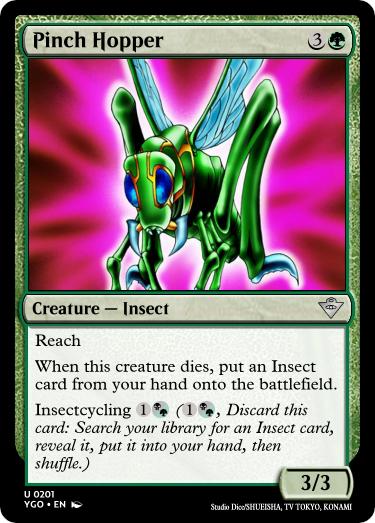 Pinch Hopper 3
Creature — Insect
Reach
When this creature dies, put an Insect
card from your hand onto the battlefield.
Insectcycling 1 (1, Discard this
card: Search your library for an Insect card,
reveal it, put it into your hand, then
shuffle.)
3/3
U 0201
YGO • EN
Studio Dice/SHUEISHA, TV TOKYO, KONAMI